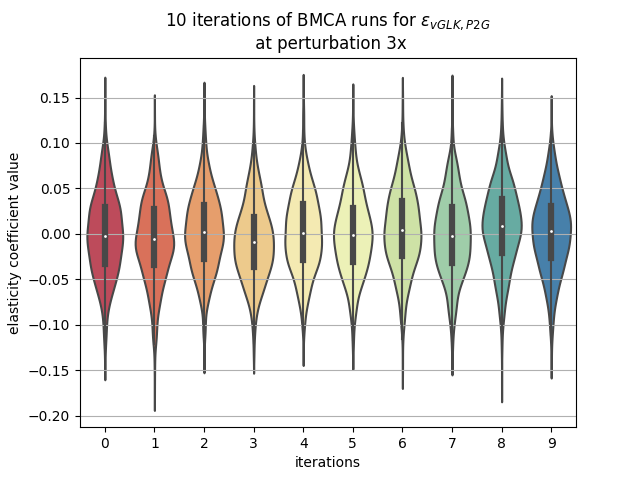 10 iterations of BMCA runs for ε_{vGLK, P2G}
at perturbation 3x
elasticity coefficient value
0.15
0.10
0.05
0.00
−0.05
−0.10
−0.15
−0.20
0 1 2 3 4 5 6 7 8 9
iterations